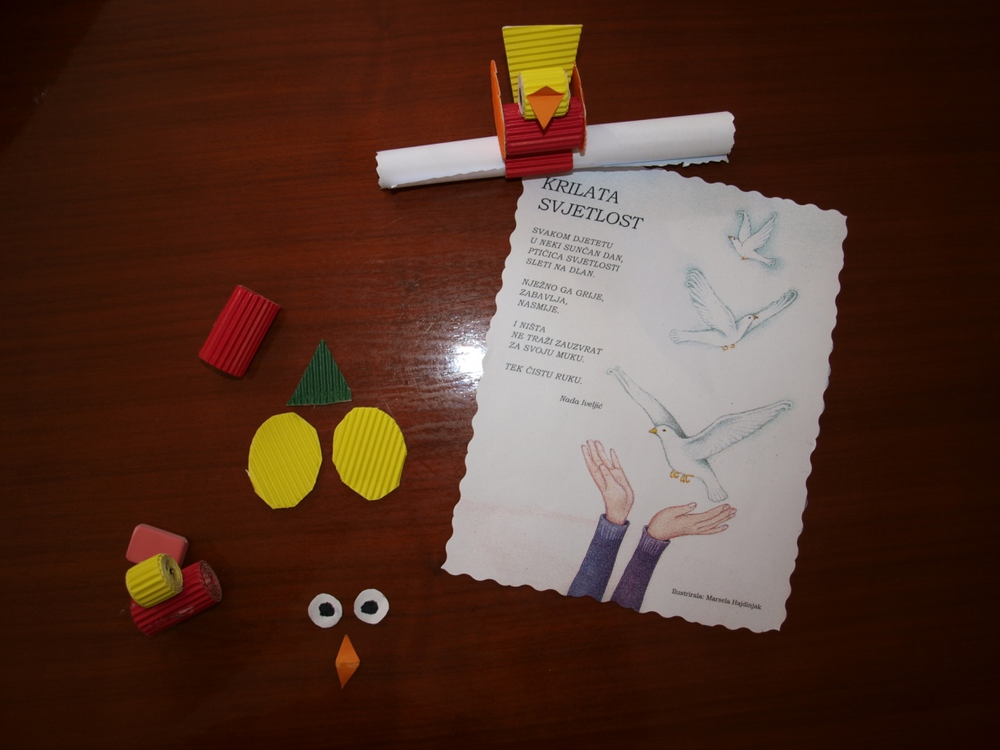 KRILATA
SVJETLOST
SVAKOM DJETETU
U NEKI SUNČAN DAN,
PTIČICA SVJETLOSTI
SLETI NA DLAN.
NJEŽNO GA GRIJE,
ZABAVLJA,
NASMIJE.
I NIŠTA
NE TRAŽI ZAUZVRAT
ZA SVOJU MUKU.
TEK ČISTU RUKU.
Nada Iveljić
Ilustrirala: Marsela Hajdinjak